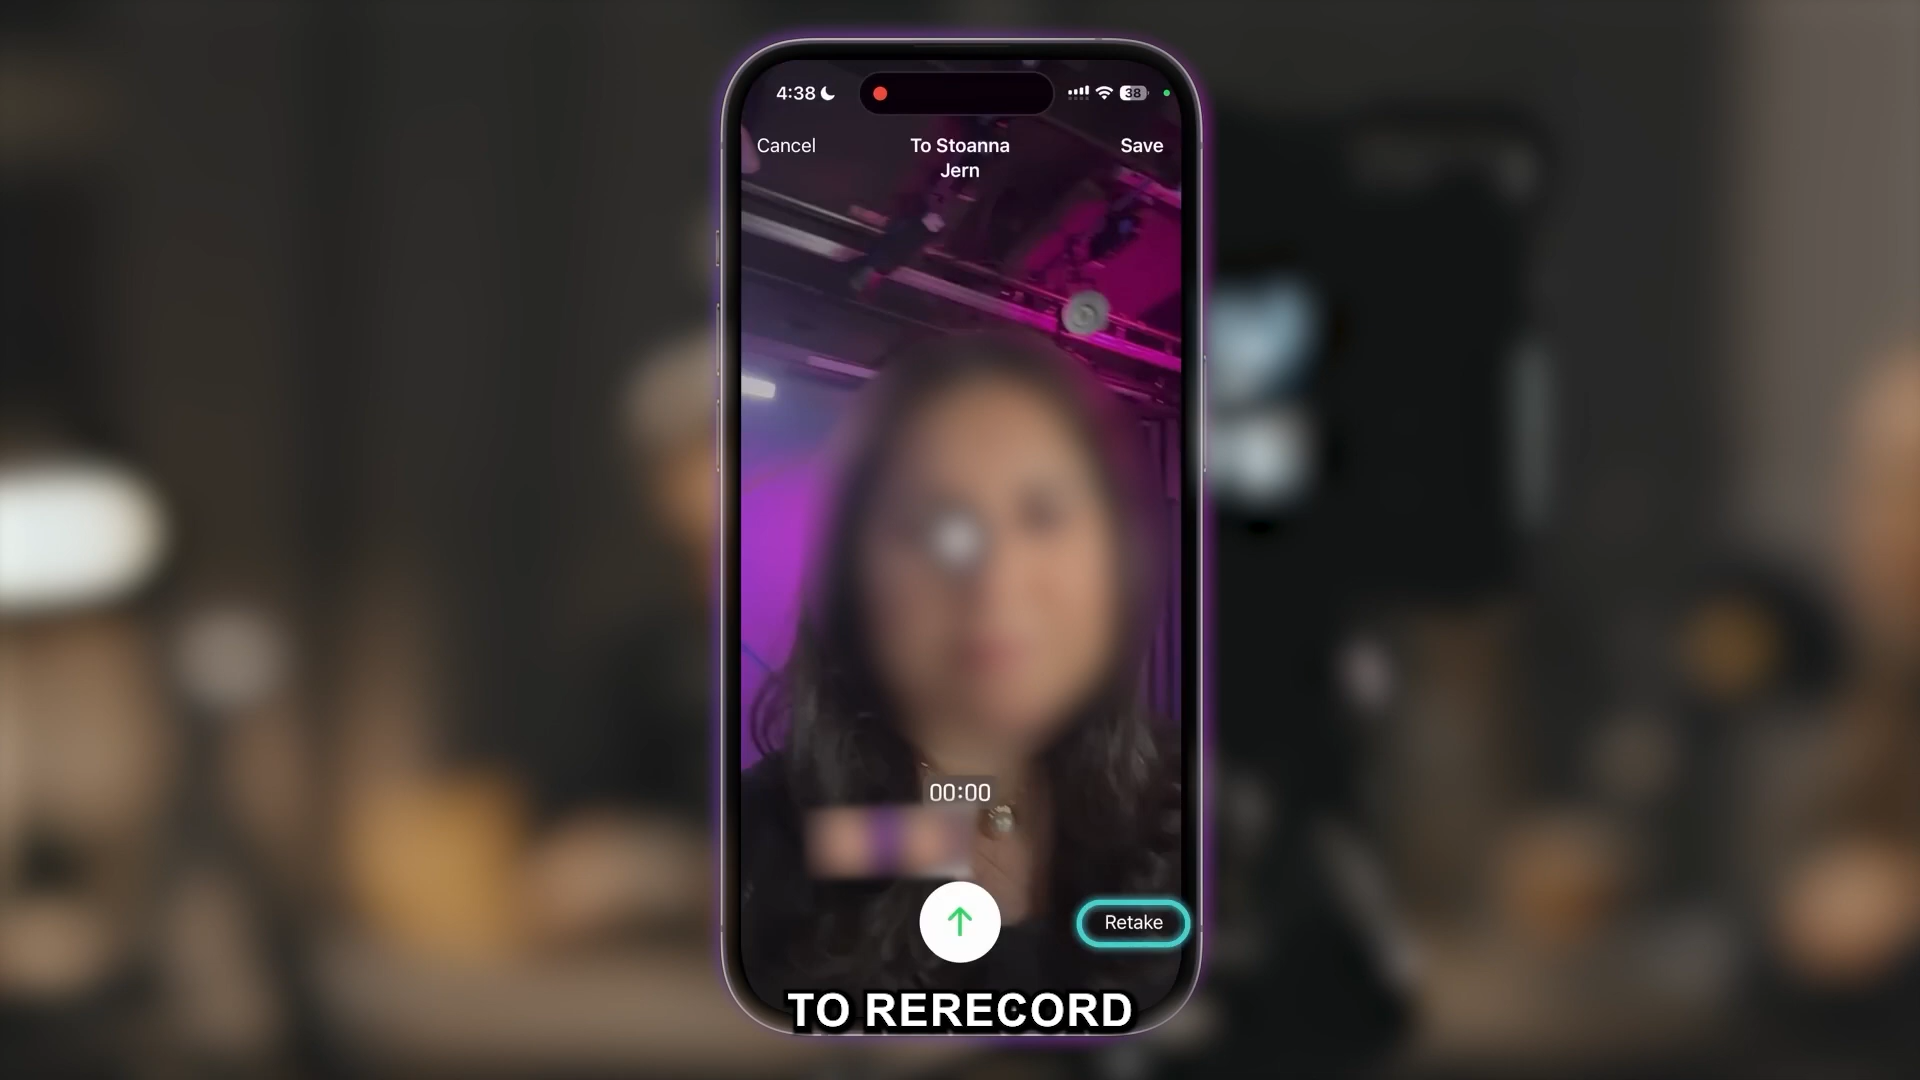 4:38
38
Cancel
To Stoanna
Jern
Save
00:00
Retake
TO RERECORD